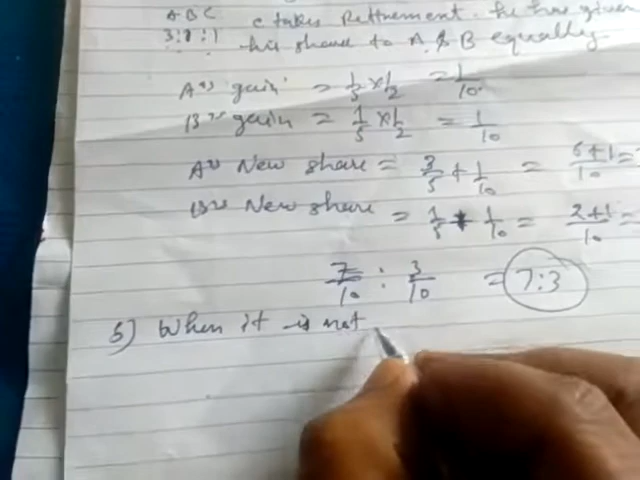 A B C C takes Retirement. He has given
3:1:1 his share to A & B equally.
A's gain = 1/5 × 1/2 = 1/10
B's gain = 1/5 × 1/2 = 1/10
A's New share = 3/5 + 1/10 = 6+1/10 =
B's New share = 1/5 + 1/10 = 2+1/10 =
7/10 : 3/10 = 7:3
5) When it is not